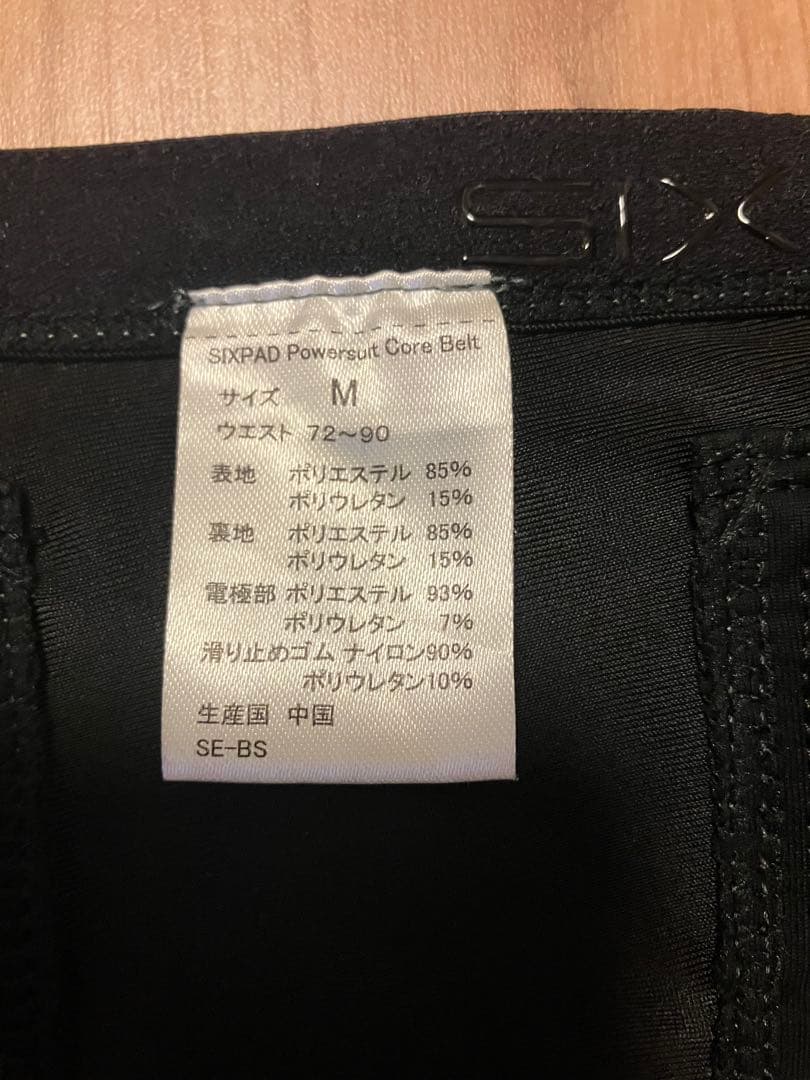 SIX
SIXPAD Powersuit Core Belt
サイズ M
ウエスト 72～90
表地 ポリエステル 85%
ポリウレタン 15%
裏地 ポリエステル 85%
ポリウレタン 15%
電極部 ポリエステル 93%
ポリウレタン 7%
滑り止めゴム ナイロン90%
ポリウレタン10%
生産国 中国
SE-BS